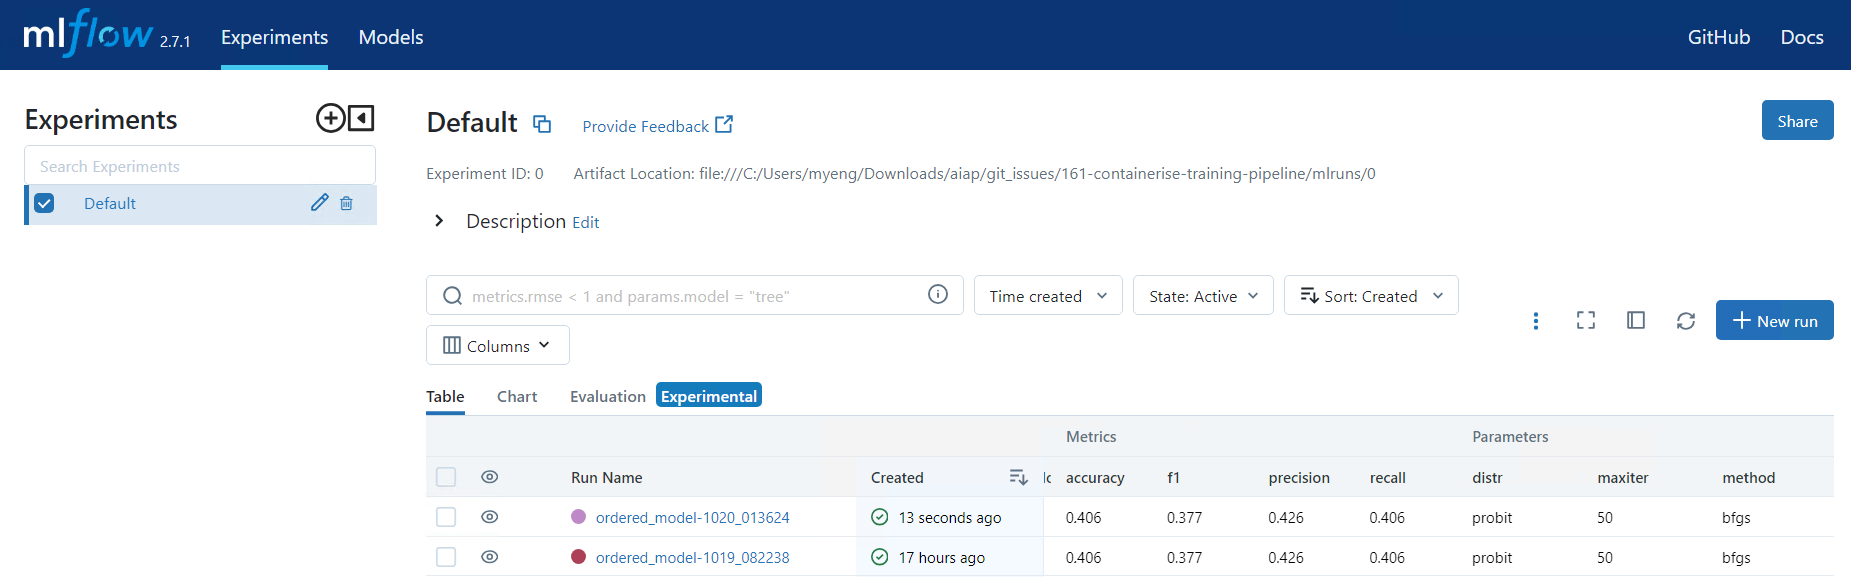 mlflow 2.7.1 Experiments Models GitHub Docs
Experiments
Search Experiments
Default
Default Provide Feedback Share
Experiment ID: 0 Artifact Location: file:///C:/Users/myeng/Downloads/aiap/git_issues/161-containerise-training-pipeline/mlruns/0
Description Edit
metrics.rmse < 1 and params.model = "tree" Time created State: Active Sort: Created
New run
Columns
Table Chart Evaluation Experimental
Metrics Parameters
Run Name Created accuracy f1 precision recall distr maxiter method
ordered_model-1020_013624 13 seconds ago 0.406 0.377 0.426 0.406 probit 50 bfgs
ordered_model-1019_082238 17 hours ago 0.406 0.377 0.426 0.406 probit 50 bfgs